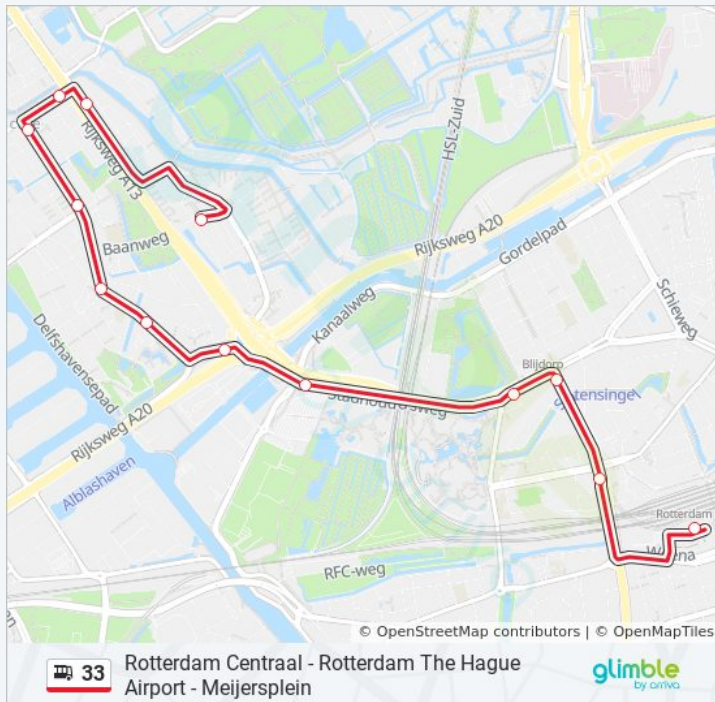 Rijksweg A13
HSL-Zuid
Baanweg
Rijksweg A20
Gordelpad
Kanaalweg
Schieweg
Delfshavensepad
Blijdorp
Rijksweg A20
Alblashaven
Rotterdam
RFC-weg
© OpenStreetMap contributors | © OpenMapTiles
33
Rotterdam Centraal - Rotterdam The Hague
Airport - Meijersplein
glimble
by arriva